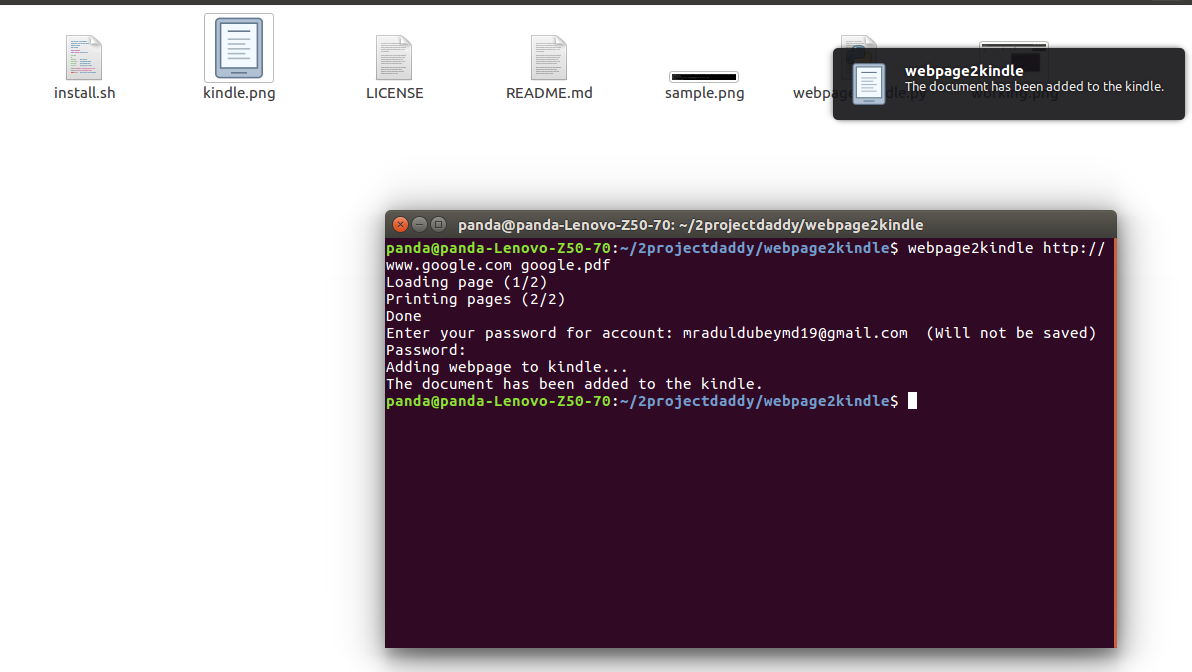 install.sh
kindle.png
LICENSE
README.md
sample.png
webpage2kindle.py
working.png
webpage2kindle
The document has been added to the kindle.
panda@panda-Lenovo-Z50-70: ~/2projectdaddy/webpage2kindle
panda@panda-Lenovo-Z50-70:~/2projectdaddy/webpage2kindle$ webpage2kindle http://
www.google.com google.pdf
Loading page (1/2)
Printing pages (2/2)
Done
Enter your password for account: mraduldubeymd19@gmail.com  (Will not be saved)
Password:
Adding webpage to kindle...
The document has been added to the kindle.
panda@panda-Lenovo-Z50-70:~/2projectdaddy/webpage2kindle$